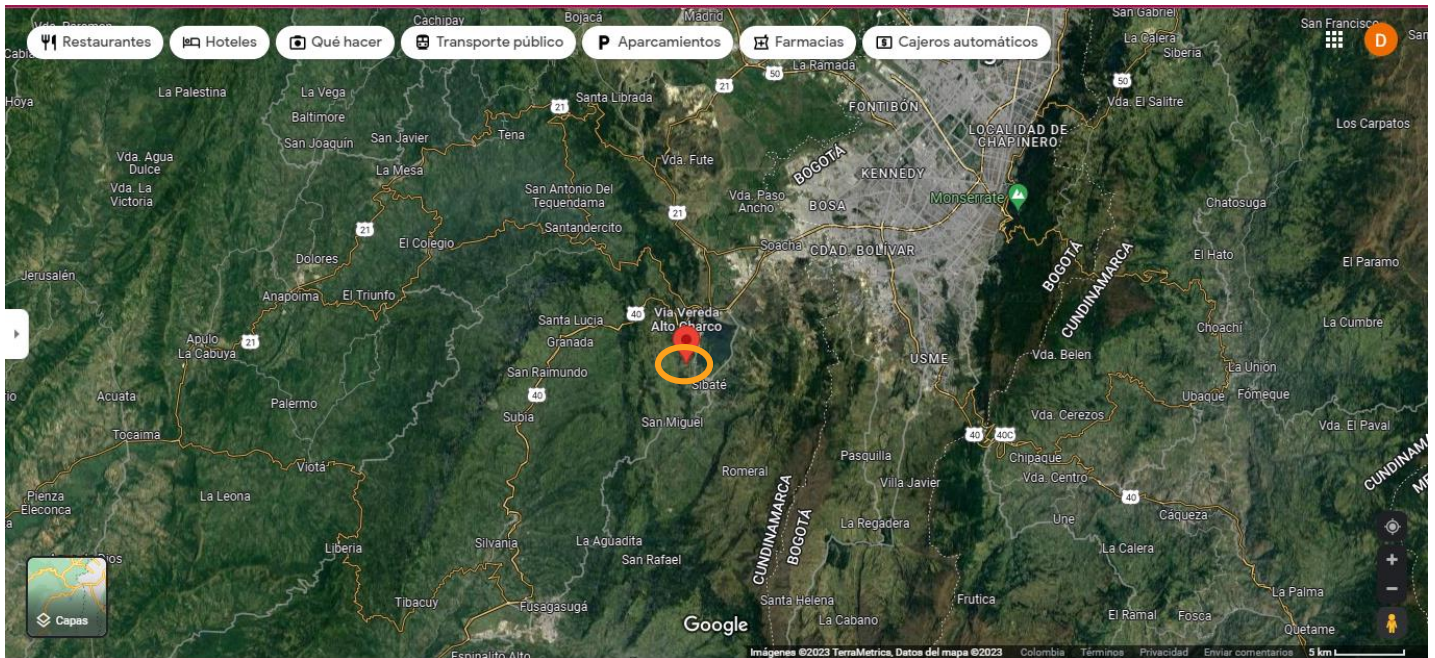 Cachipay
Bojacá
Madrid
San Gabriel
San Francisco
Restaurantes
Hoteles
Qué hacer
Transporte público
Aparcamientos
Farmacias
Cajeros automáticos
La Calera
D
Siberia
La Ramada
50
50
Hoya
La Palestina
La Vega
21
Santa Librada
21
FONTIBÓN
Vda. El Salitre
Baltimore
San Joaquin
San Javier
Tena
LOCALIDAD DE
CHAPINERO
Los Carpatos
Vda. Agua
Dulce
La Mesa
Vda. Fute
BOGOTÁ
KENNEDY
Vda. La
Victoria
San Antonio Del
Tequendama
Vda. Paso
Ancho
BOSA
Monserrate
Chatosuga
21
21
El Colegio
Santandercito
Soacha
CDAD. BOLÍVAR
BOGOTÁ
CUNDINAMARCA
El Hato
El Paramo
Dolores
Jerusalén
Anapoima
El Triunfo
40
Via Vereda
Alto Charco
Santa Lucia
Choachí
La Cumbre
Apulo
La Cabuya
21
Granada
San Raimundo
USME
Vda. Belen
La Unión
Sibaté
Acuata
Palermo
40
Subia
San Miguel
Ubaque
Fómeque
Vda. Cerezos
Tocaima
40
40C
Vda. El Paval
Viotá
Romeral
Pasquilla
Chipaque
Pienza
Eleconca
La Leona
CUNDINAMARCA
BOGOTÁ
Villa Javier
Vda. Centro
40
CUNDINAMA
ME
La Regadera
Une
Cáqueza
Liberia
Silvania
La Aguadita
San Rafael
La Calera
Capas
Tibacuy
Fusagasugá
Santa Helena
La Cabano
Frutica
El Ramal
Fosca
La Palma
Quetame
Google
Espinalito Alto
Imágenes ©2023 TerraMetrics, Datos del mapa ©2023
Colombia
Términos
Privacidad
Enviar comentarios
5 km